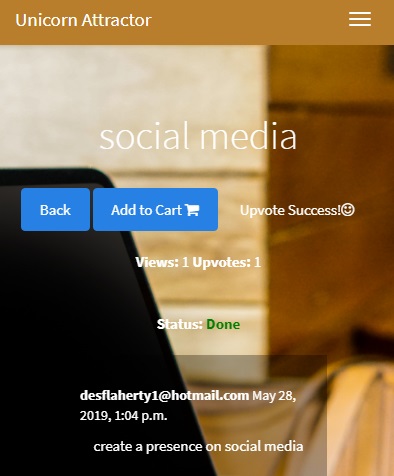 Unicorn Attractor
social media
Back Add to Cart Upvote Success!
Views: 1 Upvotes: 1
Status: Done
desflaherty1@hotmail.com May 28,
2019, 1:04 p.m.
create a presence on social media